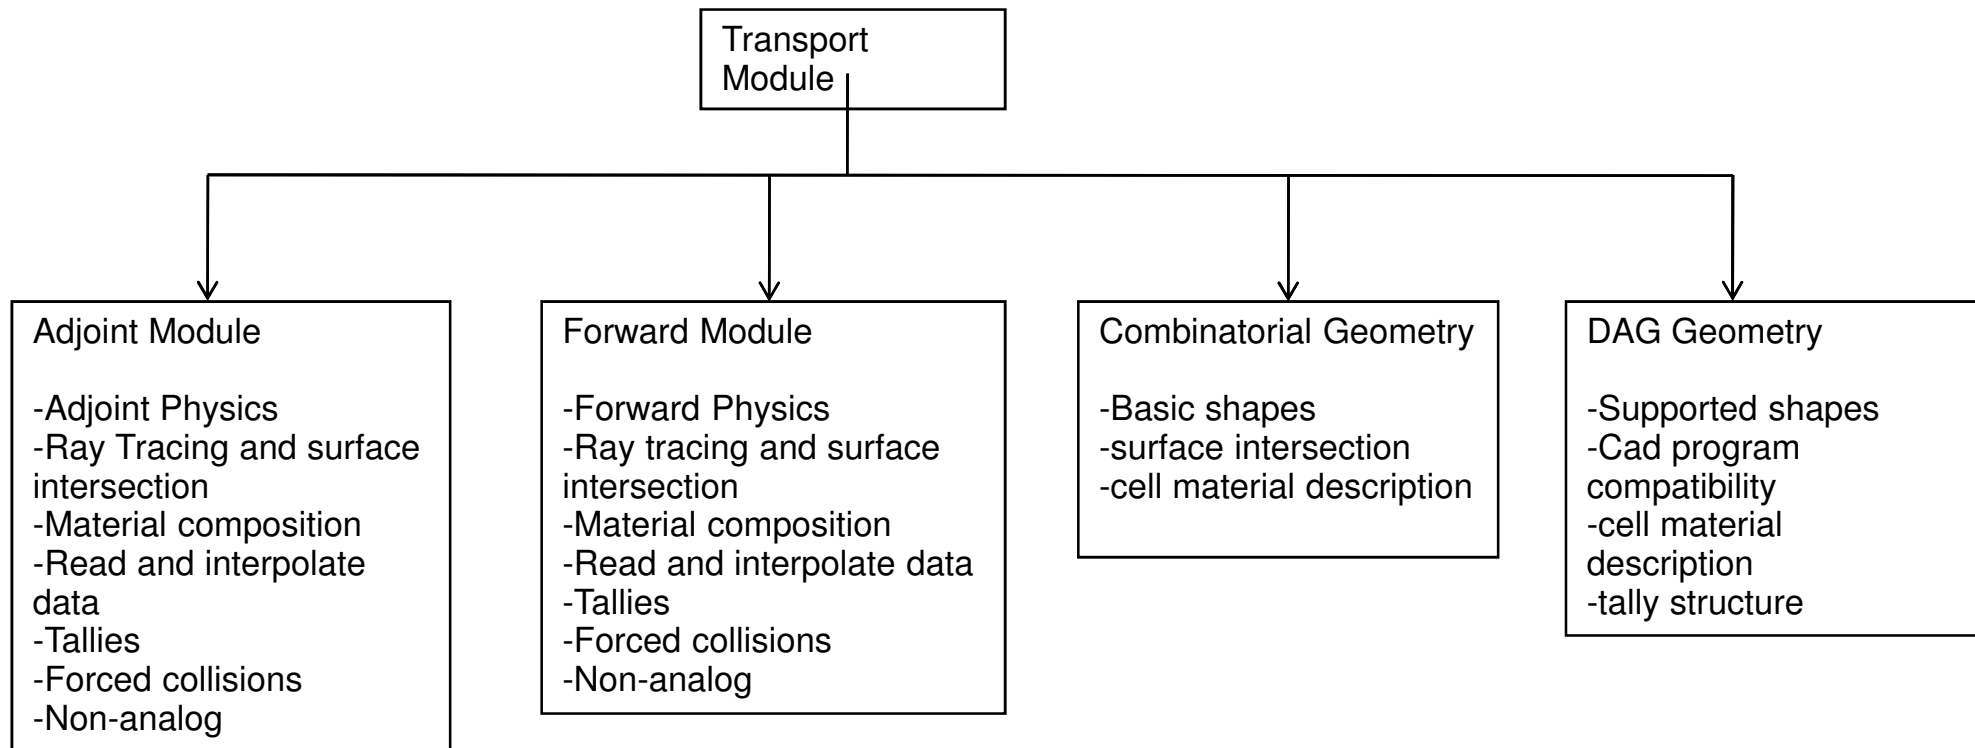 Transport
Module
Adjoint Module
-Adjoint Physics
-Ray Tracing and surface
intersection
-Material composition
-Read and interpolate
data
-Tallies
-Forced collisions
-Non-analog
Forward Module
-Forward Physics
-Ray tracing and surface
intersection
-Material composition
-Read and interpolate data
-Tallies
-Forced collisions
-Non-analog
Combinatorial Geometry
-Basic shapes
-surface intersection
-cell material description
DAG Geometry
-Supported shapes
-Cad program
compatibility
-cell material
description
-tally structure